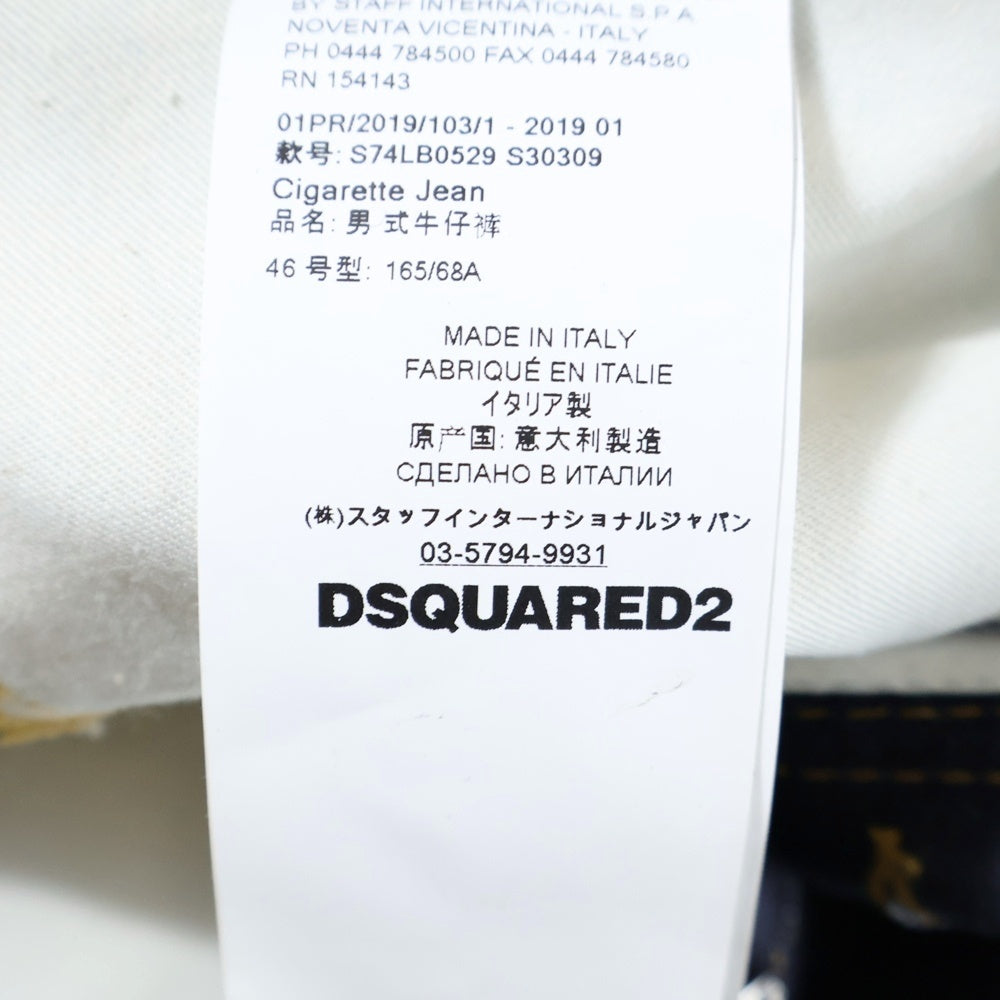 BY STAFF INTERNATIONAL S.P.A.
NOVENTA VICENTINA - ITALY
PH 0444 784500 FAX 0444 784580
RN 154143
01PR/2019/103/1 - 2019 01
款号: S74LB0529 S30309
Cigarette Jean
品名: 男 式牛仔裤
46 号型: 165/68A
MADE IN ITALY
FABRIQUÉ EN ITALIE
イタリア製
原产国: 意大利製造
СДЕЛАНО В ИТАЛИИ
(株)スタッフインターナショナルジャパン
03-5794-9931
DSQUARED2